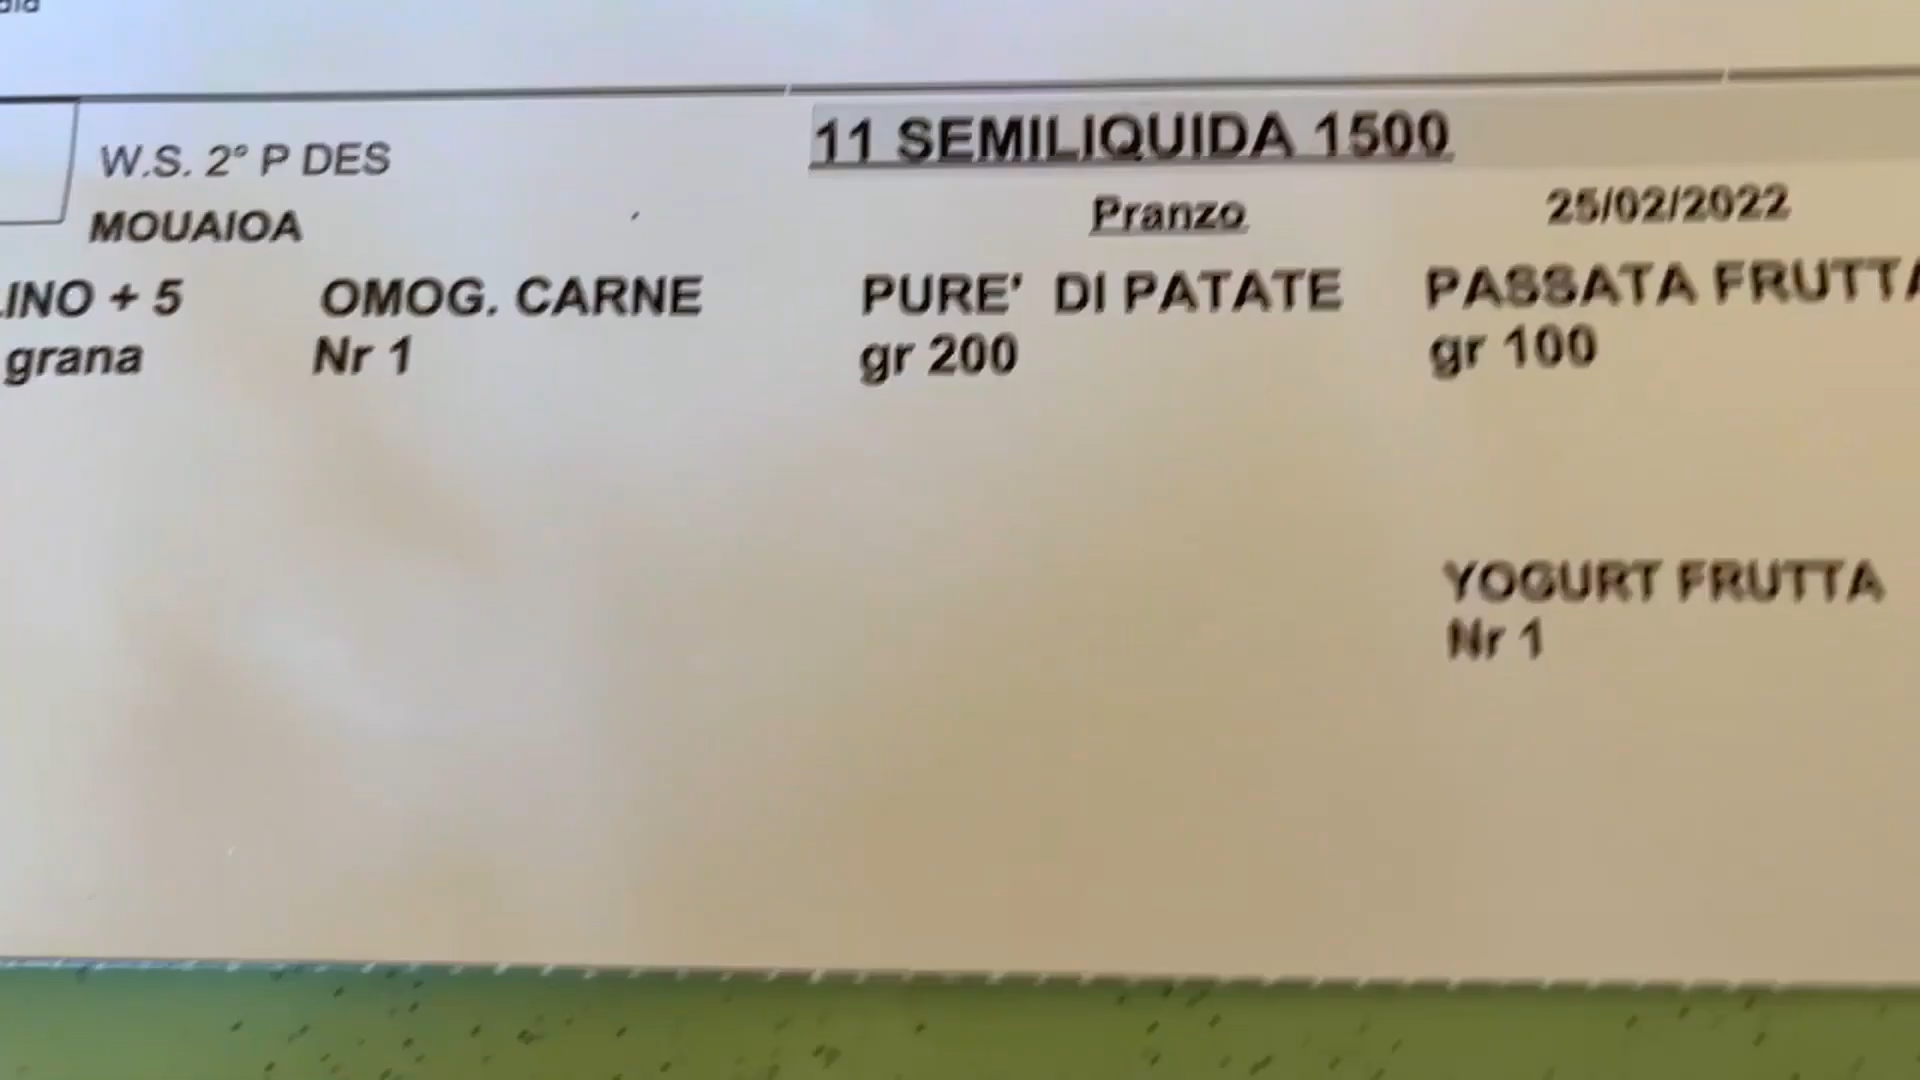 W.S. 2° P DES
11 SEMILIQUIDA 1500
MOUAIOA
Pranzo
25/02/2022
LINO + 5
OMOG. CARNE
PURE' DI PATATE
PASSATA FRUTTA
grana
Nr 1
gr 200
gr 100
YOGURT FRUTTA
Nr 1